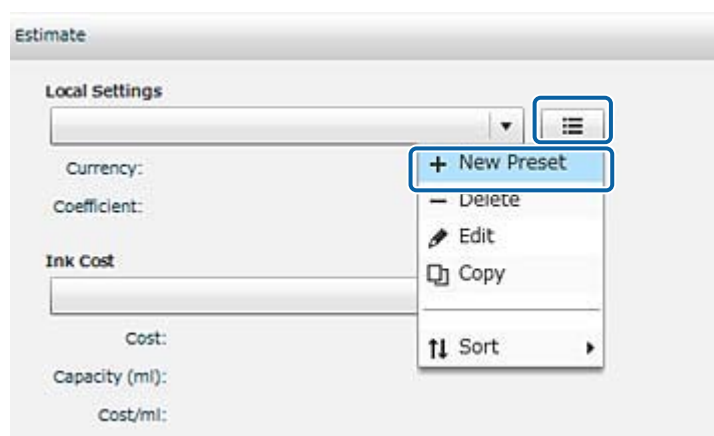 Estimate
Local Settings
Currency:
+ New Preset
Coefficient:
− Delete
Edit
Ink Cost
Copy
Cost:
Sort
Capacity (ml):
Cost/ml: